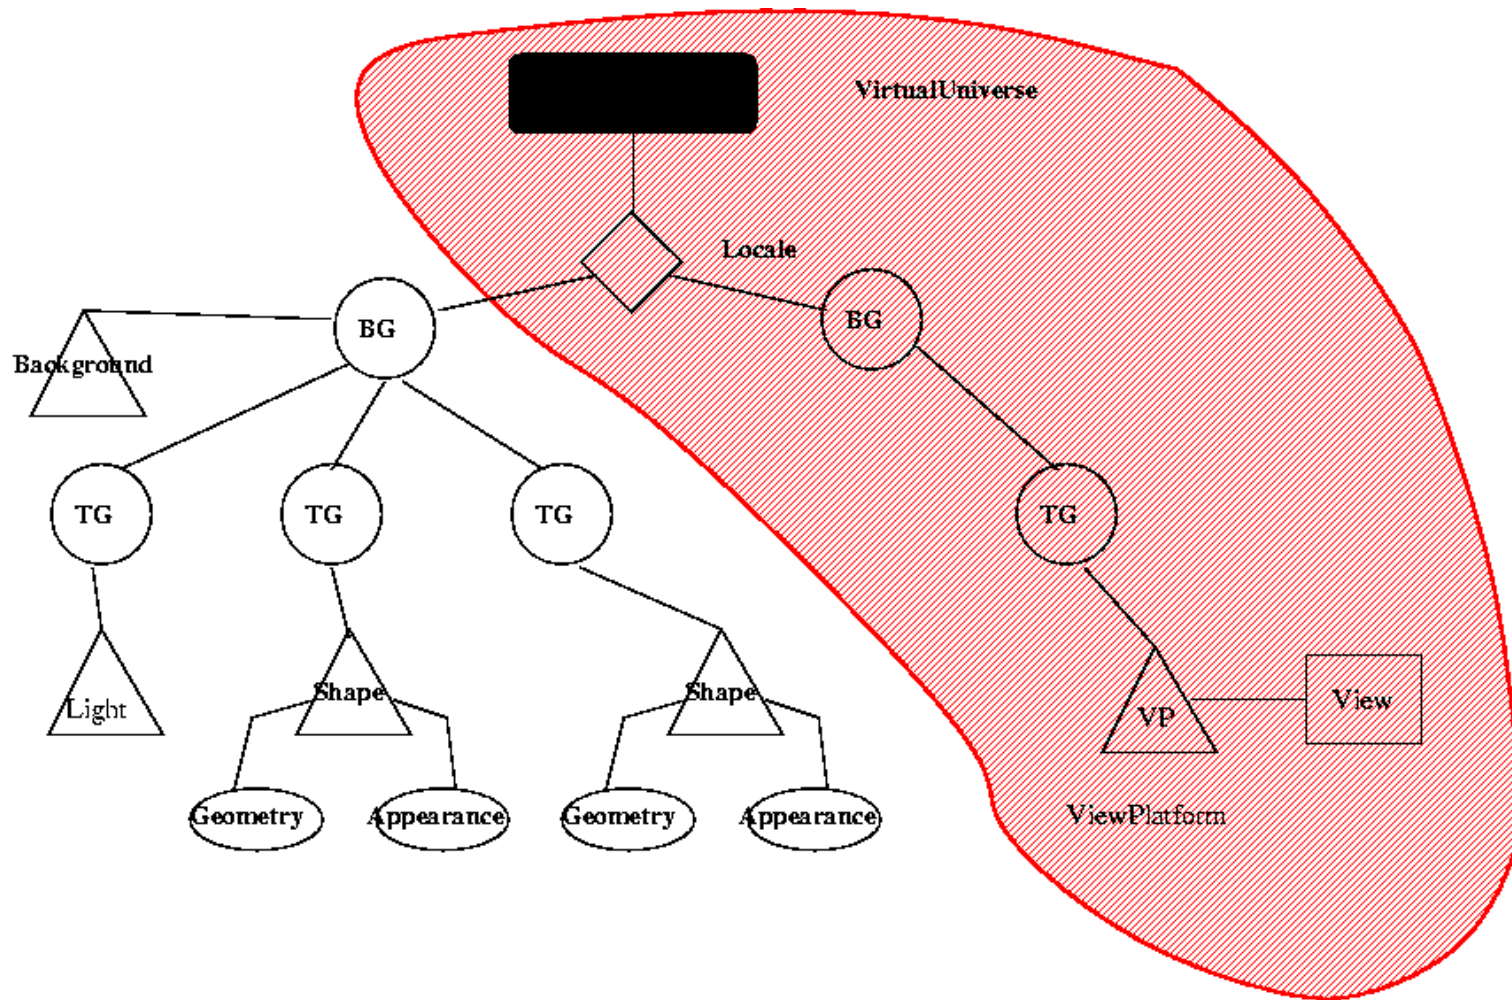 VirtualUniverse
Locale
BG
BG
Background
TG
TG
TG
TG
Light
Shape
Shape
VP
View
Geometry
Appearance
Geometry
Appearance
ViewPlatform